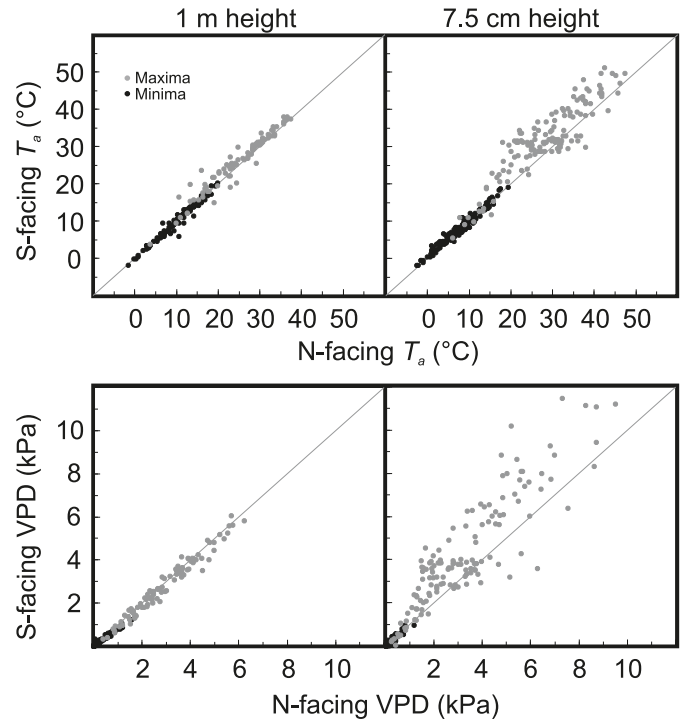 1 m height 7.5 cm height
50
40
30
20
10
0
S-facing Ta (°C)
Maxima
Minima
0 10 20 30 40 50 0 10 20 30 40 50
N-facing Ta (°C)
10
8
6
4
2
S-facing VPD (kPa)
2 4 6 8 10 2 4 6 8 10
N-facing VPD (kPa)